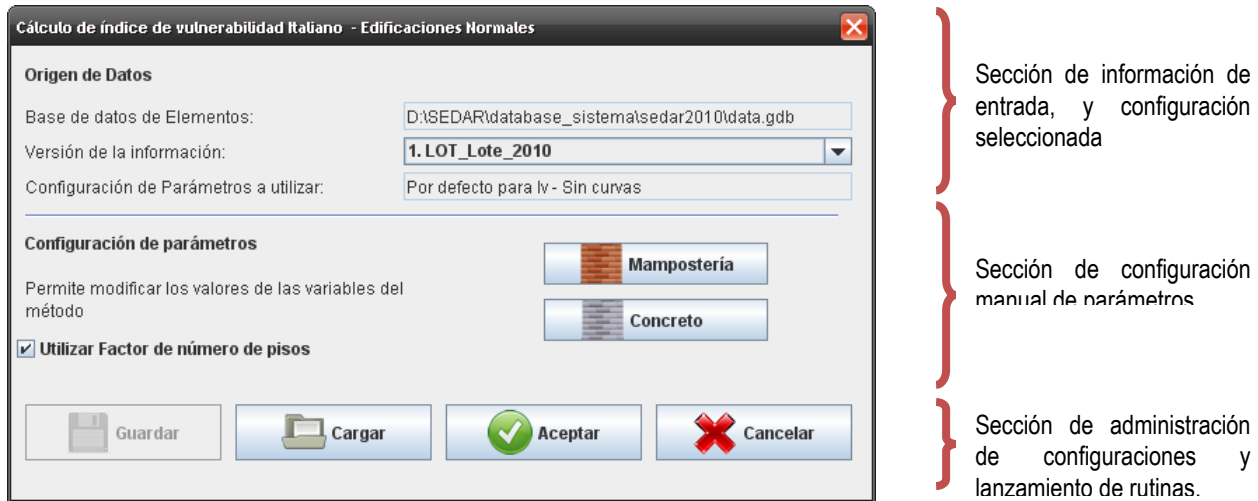 Cálculo de índice de vulnerabilidad Italiano - Edificaciones Normales
Origen de Datos
Base de datos de Elementos:
D:\SEDAR\database_sistema\sedar2010\data.gdb
Versión de la información:
1. LOT_Lote_2010
Configuración de Parámetros a utilizar:
Por defecto para Iv - Sin curvas
Configuración de parámetros
Permite modificar los valores de las variables del
método
Mampostería
Concreto
Utilizar Factor de número de pisos
Guardar
Cargar
Aceptar
Cancelar
Sección de información de
entrada, y configuración
seleccionada
Sección de configuración
manual de parámetros
Sección de administración
de configuraciones y
lanzamiento de rutinas.